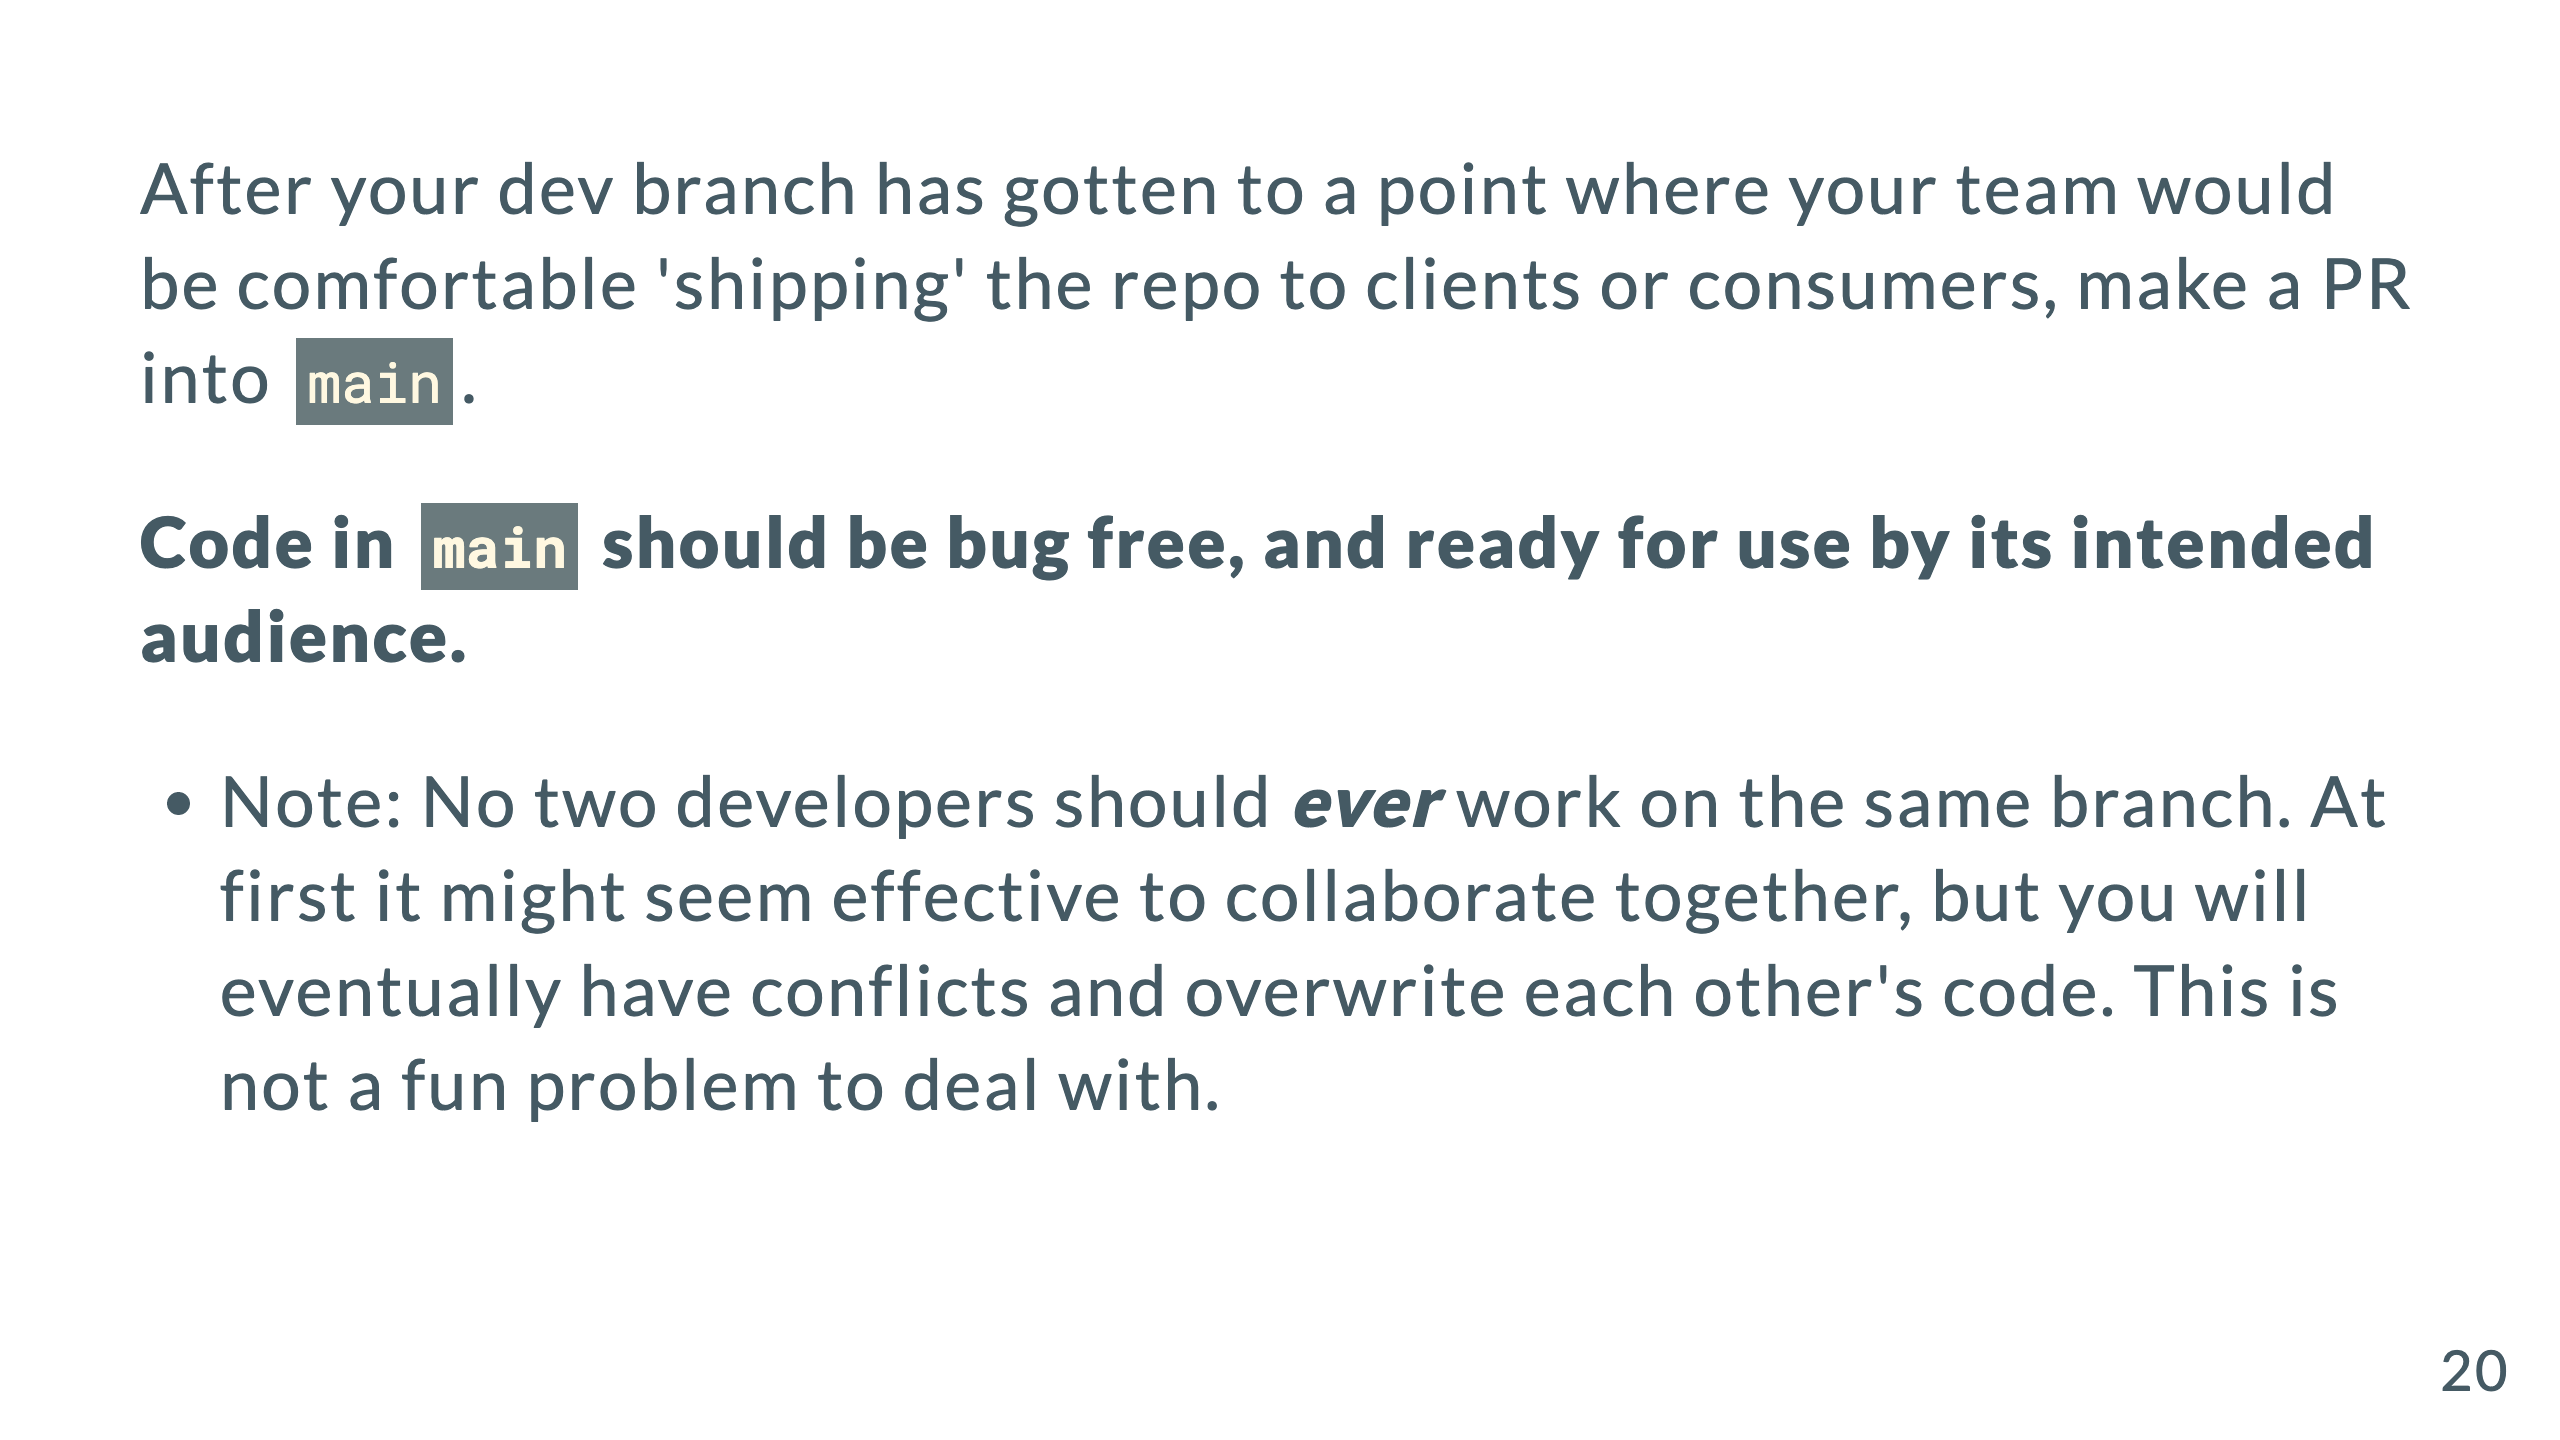 After your dev branch has gotten to a point where your team would
be comfortable 'shipping' the repo to clients or consumers, make a PR
into main.
Code in main should be bug free, and ready for use by its intended
audience.
• Note: No two developers should ever work on the same branch. At
first it might seem effective to collaborate together, but you will
eventually have conflicts and overwrite each other's code. This is
not a fun problem to deal with.
20